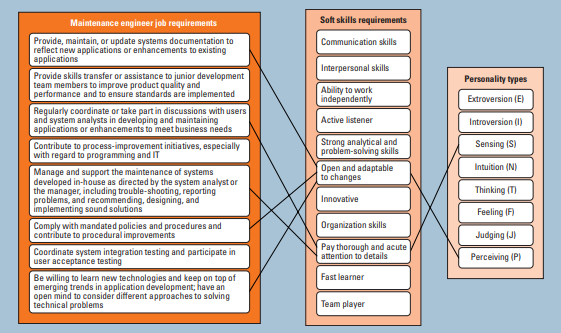 Maintenance engineer job requirements
Provide, maintain, or update systems documentation to
reflect new applications or enhancements to existing
applications
Provide skills transfer or assistance to junior development
team members to improve product quality and
performance and to ensure standards are implemented
Regularly coordinate or take part in discussions with users
and system analysts in developing and maintaining
applications or enhancements to meet business needs
Contribute to process-improvement initiatives, especially
with regard to programming and IT
Manage and support the maintenance of systems
developed in-house as directed by the system analyst or
the manager, including trouble-shooting, reporting
problems, and recommending, designing, and
implementing sound solutions
Comply with mandated policies and procedures and
contribute to procedural improvements
Coordinate system integration testing and participate in
user acceptance testing
Be willing to learn new technologies and keep on top of
emerging trends in application development; have an
open mind to consider different approaches to solving
technical problems
Soft skills requirements
Communication skills
Interpersonal skills
Ability to work
independently
Active listener
Strong analytical and
problem-solving skills
Open and adaptable
to changes
Innovative
Organization skills
Pay thorough and acute
attention to details
Fast learner
Team player
Personality types
Extroversion (E)
Introversion (I)
Sensing (S)
Intuition (N)
Thinking (T)
Feeling (F)
Judging (J)
Perceiving (P)